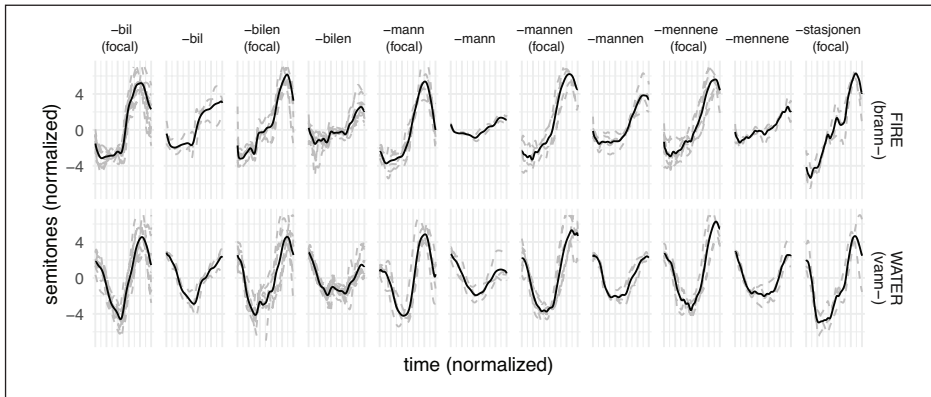 −bil (focal)
−bil
−bilen (focal)
−bilen
−mann (focal)
−mann
−mannen (focal)
−mannen
−mennene (focal)
−mennene
−stasjonen (focal)
semitones (normalized)
4
0
−4
FIRE
(brann−)
4
0
−4
WATER
(vann−)
time (normalized)